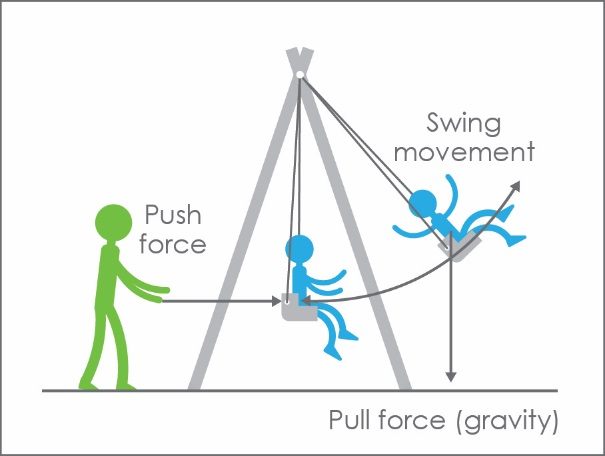 Swing
movement
Push
force
Pull force (gravity)